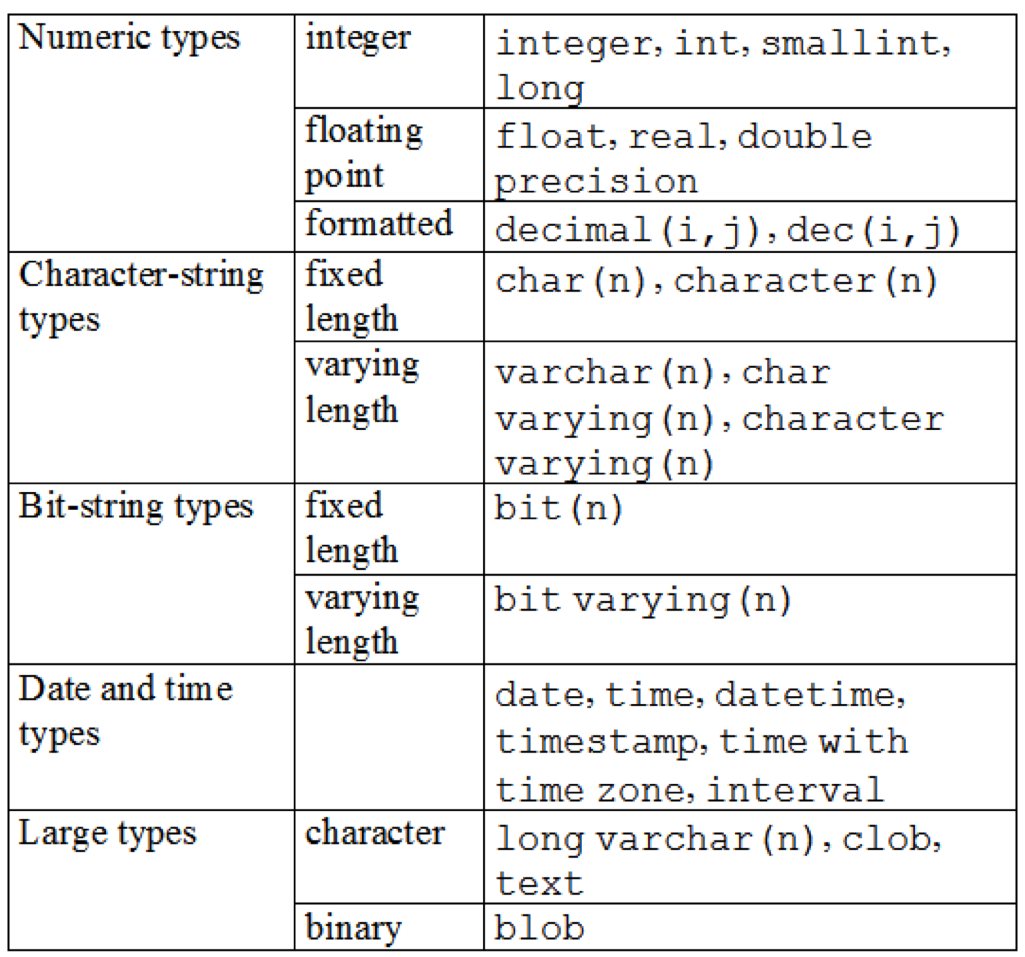 Numeric types
integer
integer, int, smallint,
long
floating
point
float, real, double
precision
formatted
decimal(i,j), dec(i,j)
Character-string
types
fixed
length
char(n), character(n)
varying
length
varchar(n), char
varying(n), character
varying(n)
Bit-string types
fixed
length
bit(n)
varying
length
bit varying(n)
Date and time
types
date, time, datetime,
timestamp, time with
time zone, interval
Large types
character
long varchar(n), clob,
text
binary
blob